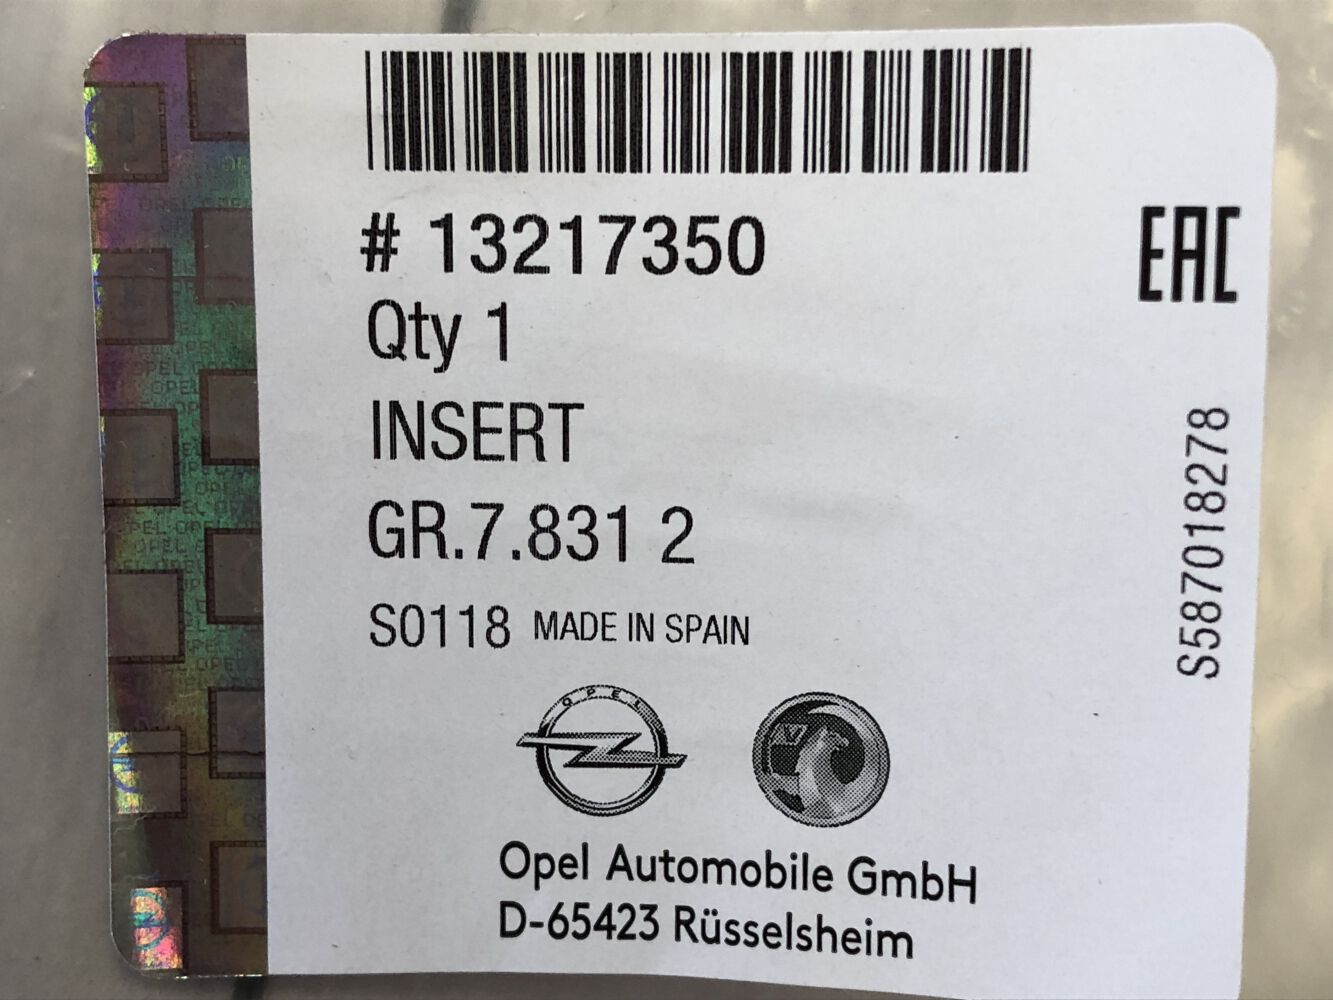 # 13217350
EAC
Qty 1
INSERT
GR.7.831 2
S0118 MADE IN SPAIN
S587018278
OPEL
Opel Automobile GmbH
D-65423 Rüsselsheim